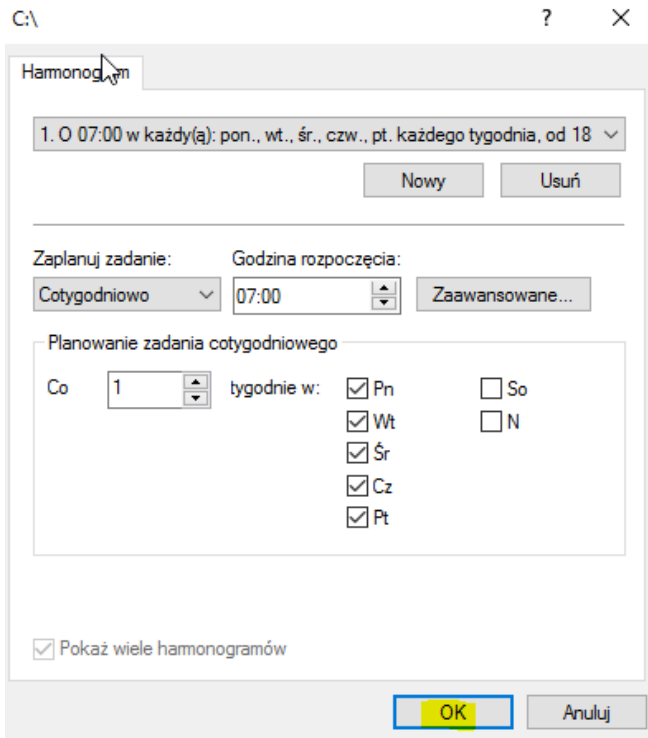 C:\
Harmonogram
1. O 07:00 w każdy(ą): pon., wt., śr., czw., pt. każdego tygodnia, od 18
Nowy Usuń
Zaplanuj zadanie: Godzina rozpoczęcia:
Cotygodniowo 07:00 Zaawansowane...
Planowanie zadania cotygodniowego
Co 1 tygodnie w: Pn So
Wt N
Śr
Cz
Pt
Pokaż wiele harmonogramów
OK Anuluj